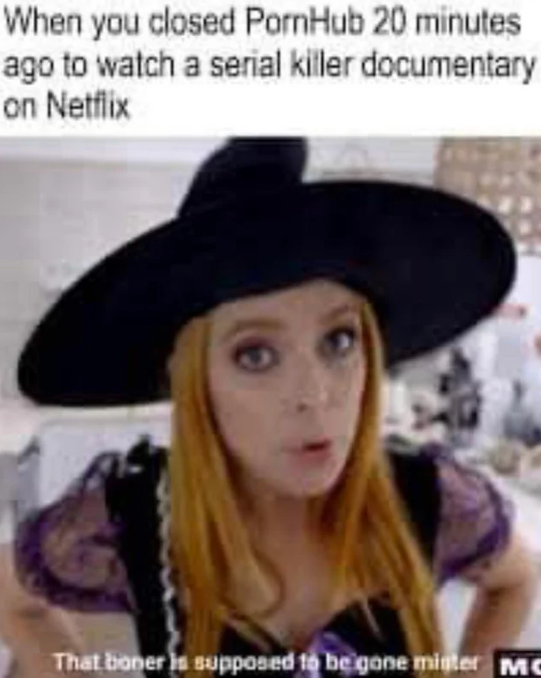 When you closed PornHub 20 minutes
ago to watch a serial killer documentary
on Netflix
That boner is supposed to be gone mister